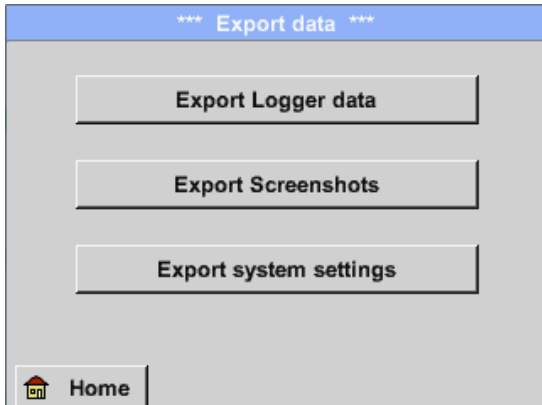 *** Export data ***
Export Logger data
Export Screenshots
Export system settings
Home